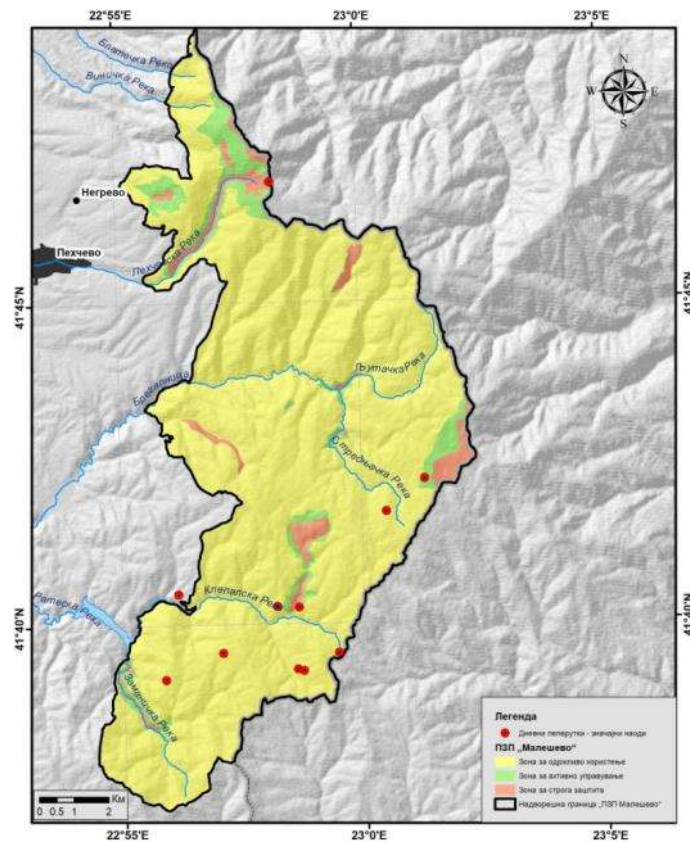 22°55'E 23°0'E 23°5'E
Блатечка Река
Виничка Река
N
W E
S
Негрево
Пехчево
Пехчевска Река
41°45'N 41°45'N
Љутачка Река
Брегалница
Стредњачка Река
Клепалска Река
Ратевска Река
41°40'N 41°40'N
Заманичка Река
Легенда
Дневни пеперутки - значајни наоди
ПЗП „Малешево“
Зона за одржливо користење
Зона за активно управување
Зона за строга заштита
Надворешна граница „ПЗП Малешево“
Км
0 0.5 1 2
22°55'E 23°0'E 23°5'E